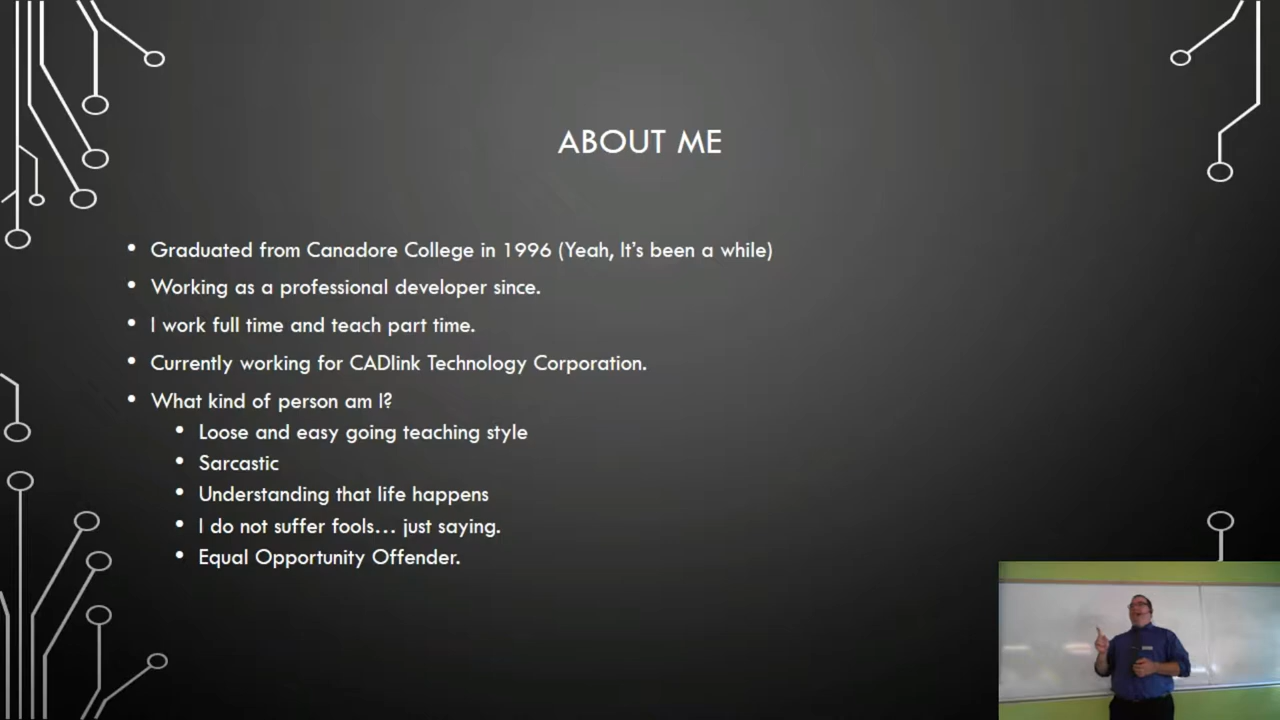 ABOUT ME
• Graduated from Canadore College in 1996 (Yeah, It's been a while)
• Working as a professional developer since.
• I work full time and teach part time.
• Currently working for CADlink Technology Corporation.
• What kind of person am I?
• Loose and easy going teaching style
• Sarcastic
• Understanding that life happens
• I do not suffer fools... just saying.
• Equal Opportunity Offender.